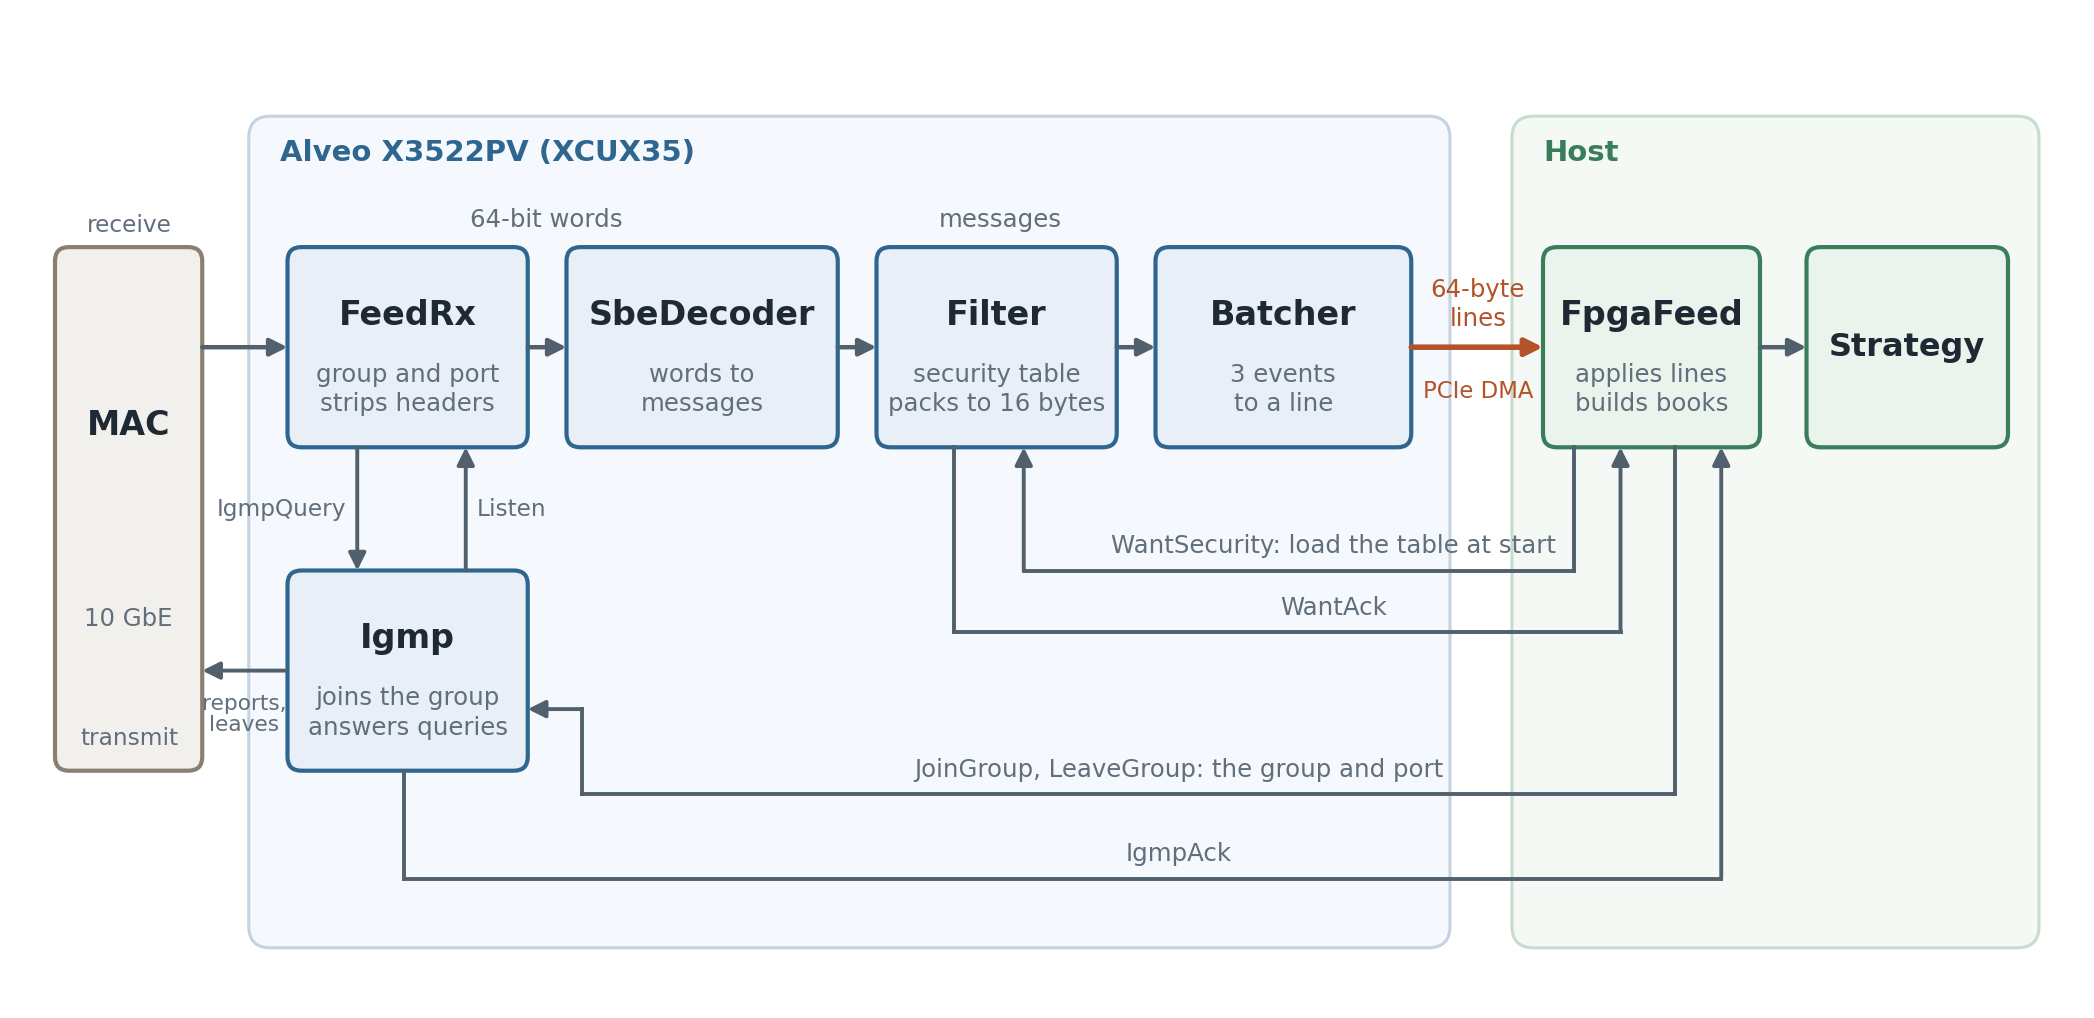 Alveo X3522PV (XCUX35)
Host
receive
64-bit words
messages
MAC
10 GbE
transmit
FeedRx
group and port
strips headers
SbeDecoder
words to
messages
Filter
security table
packs to 16 bytes
Batcher
3 events
to a line
64-byte
lines
PCIe DMA
FpgaFeed
applies lines
builds books
Strategy
IgmpQuery
Listen
WantSecurity: load the table at start
WantAck
Igmp
joins the group
answers queries
reports,
leaves
JoinGroup, LeaveGroup: the group and port
IgmpAck